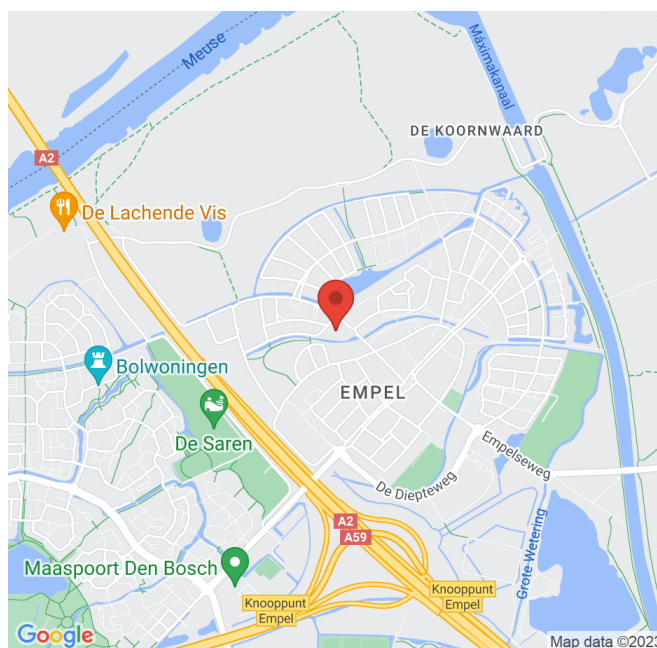 Meuse
Máximakanaal
DE KOORNWAARD
A2
De Lachende Vis
Bolwoningen
EMPEL
De Saren
Empelseweg
De Diepteweg
A2
A59
Maaspoort Den Bosch
Grote Wetering
Knooppunt
Empel
Knooppunt
Empel
Google
Map data ©2023